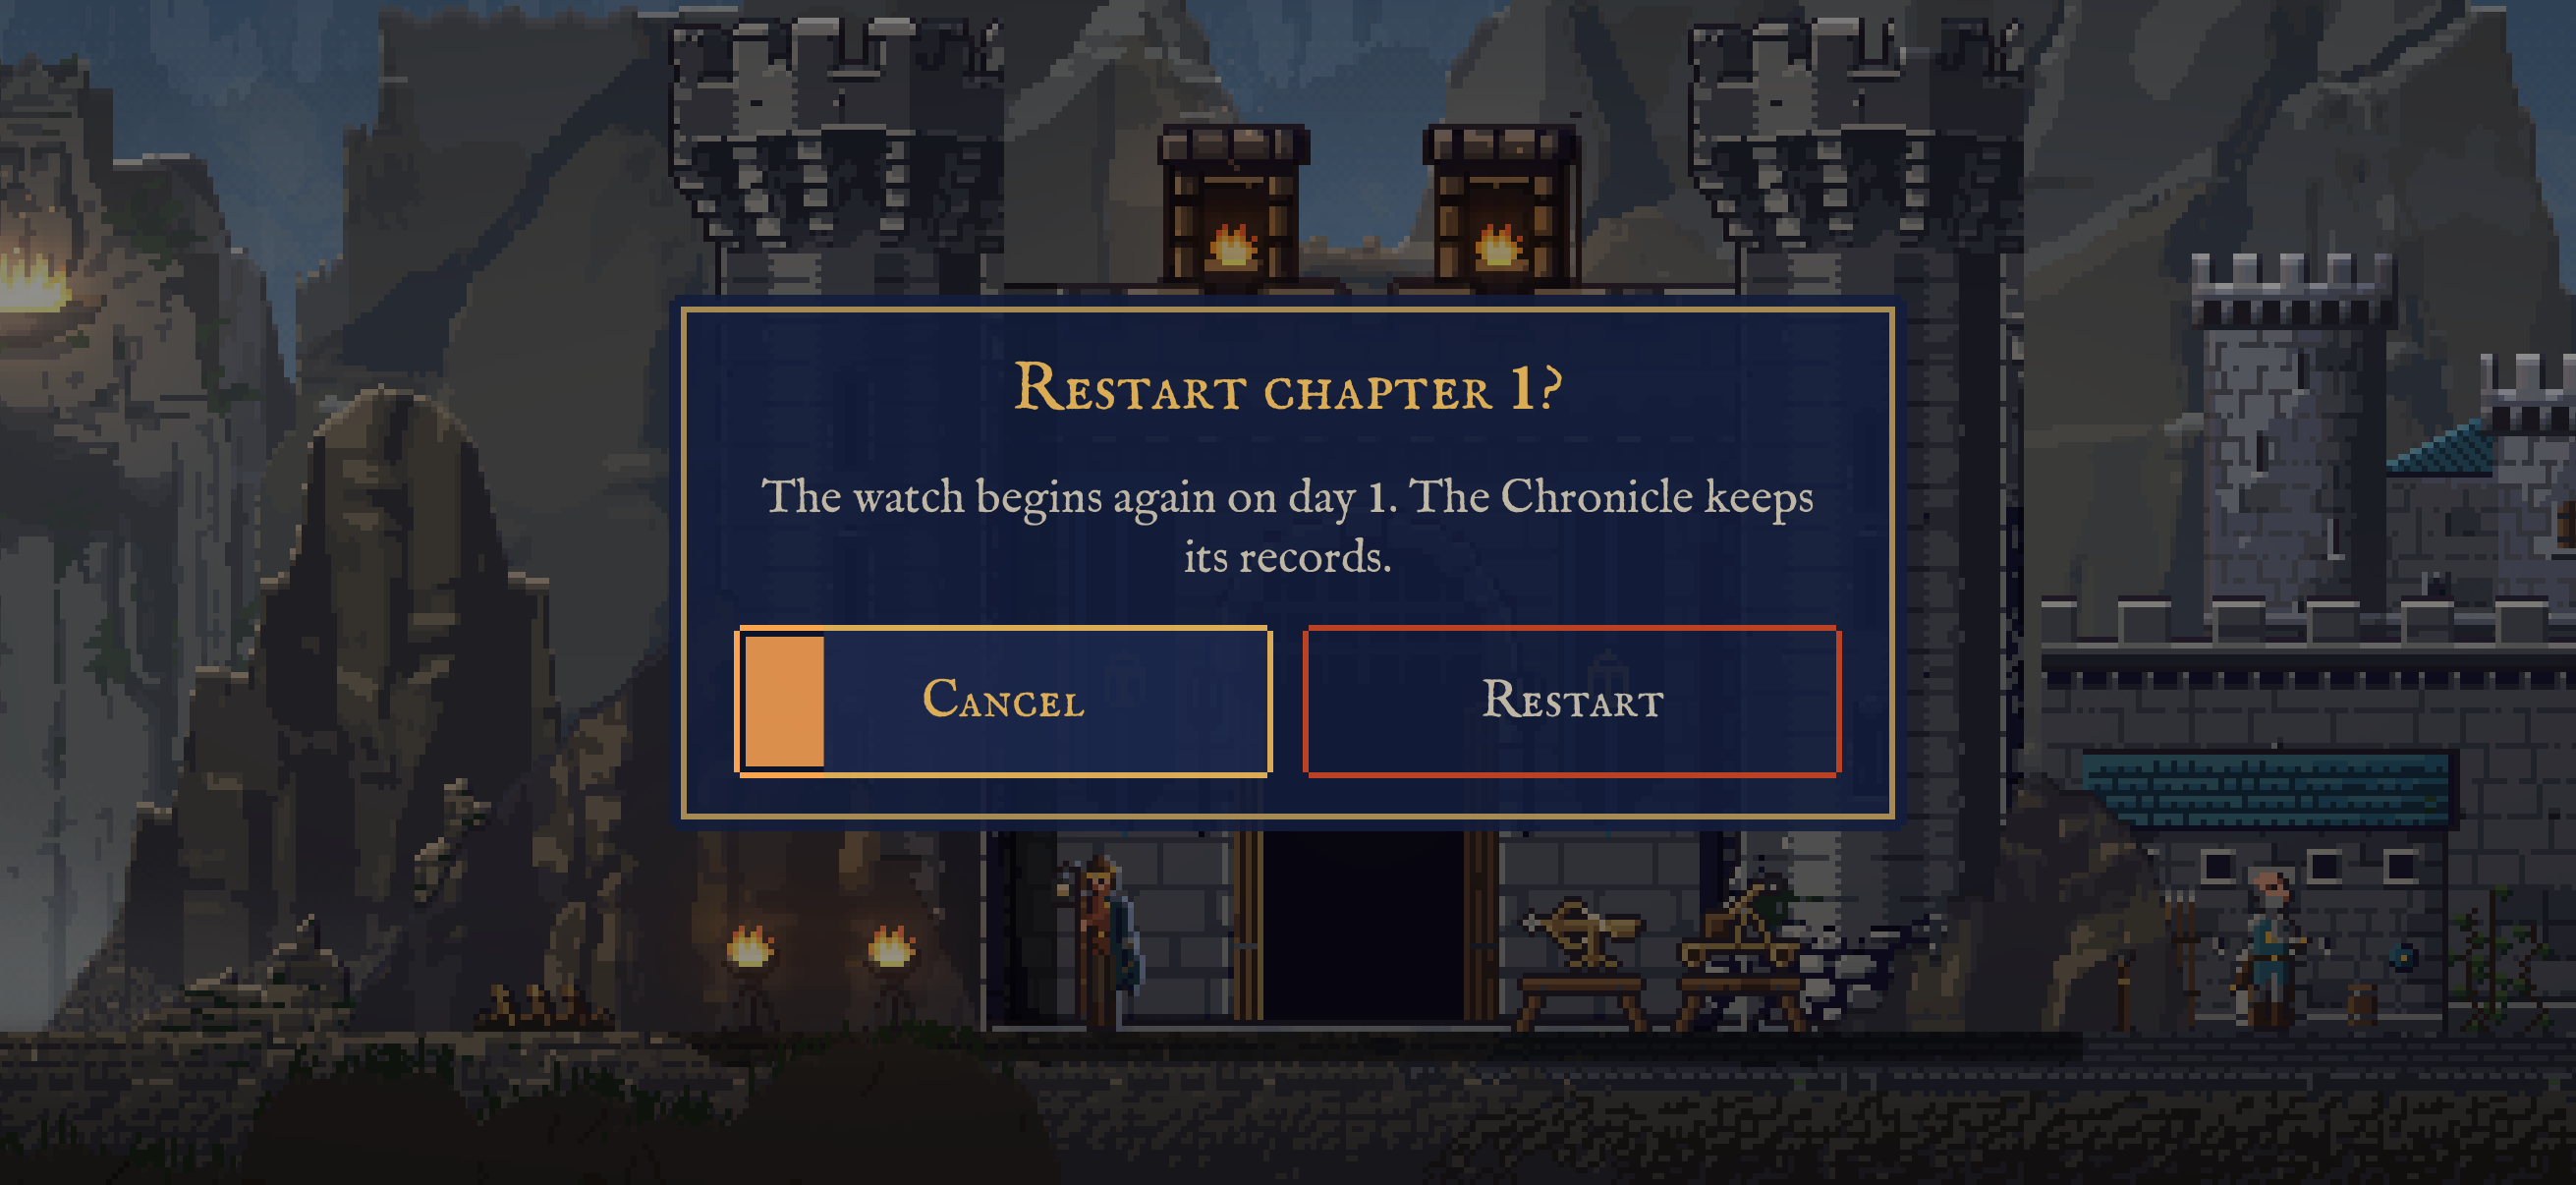 Restart chapter 1?
The watch begins again on day 1. The Chronicle keeps
its records.
Cancel
Restart